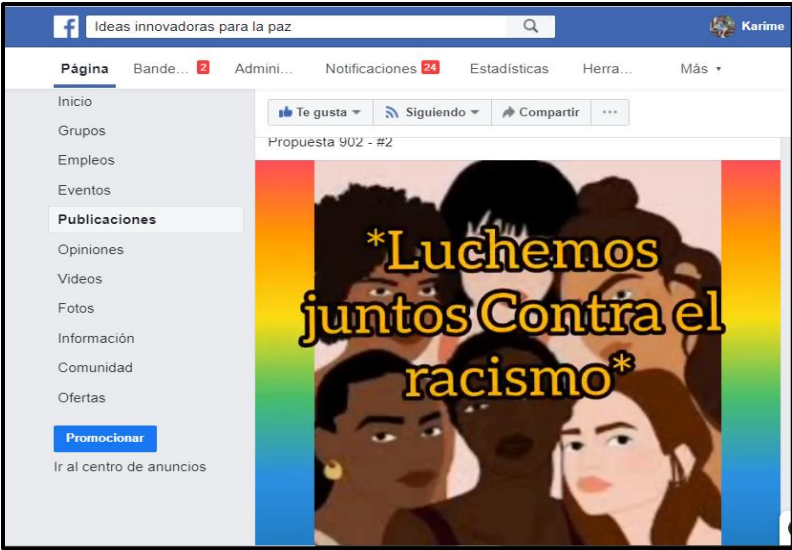 f Ideas innovadoras para la paz Karime
Página Bande... 2 Admini... Notificaciones 24 Estadísticas Herra... Más
Inicio
Grupos
Empleos
Eventos
Publicaciones
Opiniones
Videos
Fotos
Información
Comunidad
Ofertas
Promocionar
Ir al centro de anuncios
Te gusta Siguiendo Compartir ...
Propuesta 902 - #2
*Luchemos
juntos Contra el
racismo*